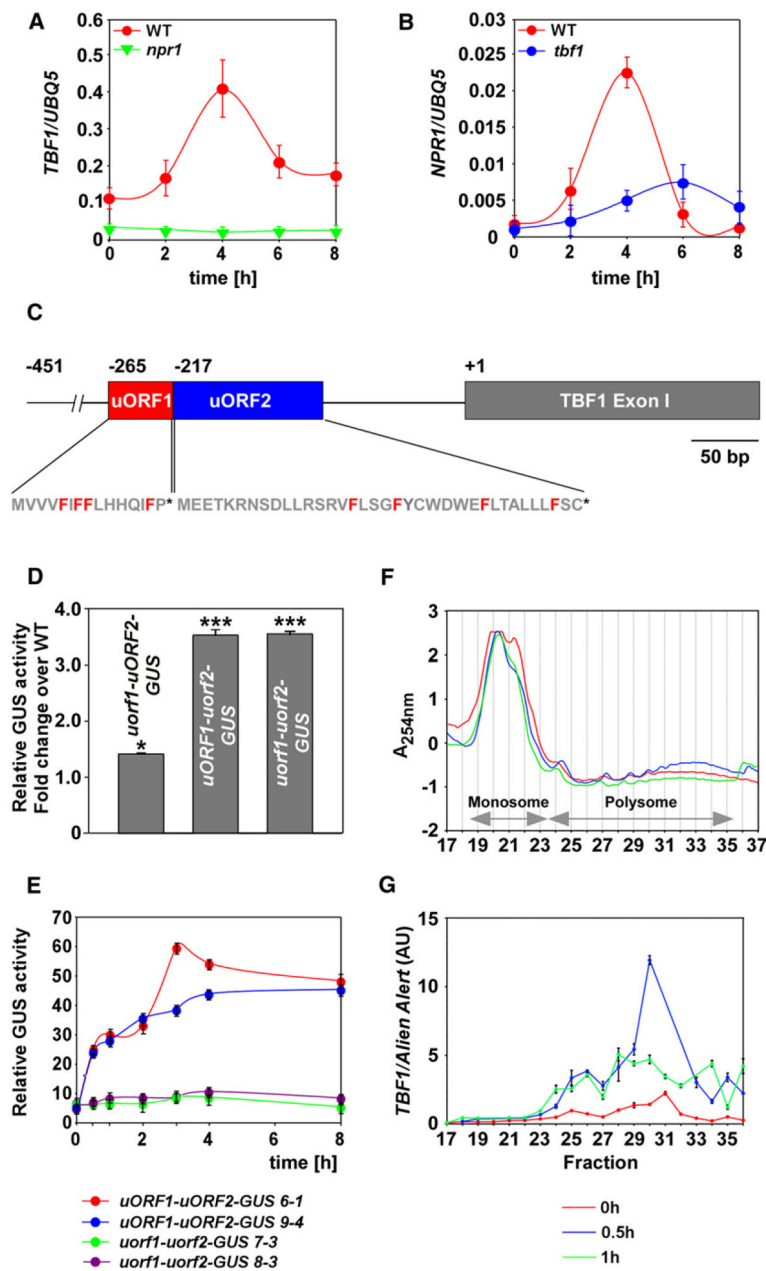 A
TBF1/UBQ5
0.6
0.5
0.4
0.3
0.2
0.1
0
WT
npr1
0 2 4 6 8
time [h]
B
NPR1/UBQ5
0.03
0.025
0.02
0.015
0.01
0.005
0
WT
tbf1
0 2 4 6 8
time [h]
C
-451 -265 -217 +1
uORF1 uORF2 TBF1 Exon I
50 bp
MVVVFIFFLHHQIFP* MEETKRNSDLLRSRVFLSGFYCWDWEFLTALLLFSC*
D
Relative GUS activity
Fold change over WT
4.0
3.0
2.0
1.0
0
uorf1-uORF2-
GUS
*
***
uORF1-uorf2-
GUS
***
uorf1-uorf2-
GUS
F
A254nm
3
2
1
0
-1
-2
Monosome Polysome
17 19 21 23 25 27 29 31 33 35 37
E
Relative GUS activity
70
60
50
40
30
20
10
0
0 2 4 8
time [h]
uORF1-uORF2-GUS 6-1
uORF1-uORF2-GUS 9-4
uorf1-uorf2-GUS 7-3
uorf1-uorf2-GUS 8-3
G
TBF1/Alien Alert (AU)
15
10
5
0
17 19 21 23 25 27 29 31 33 35
Fraction
0h
0.5h
1h